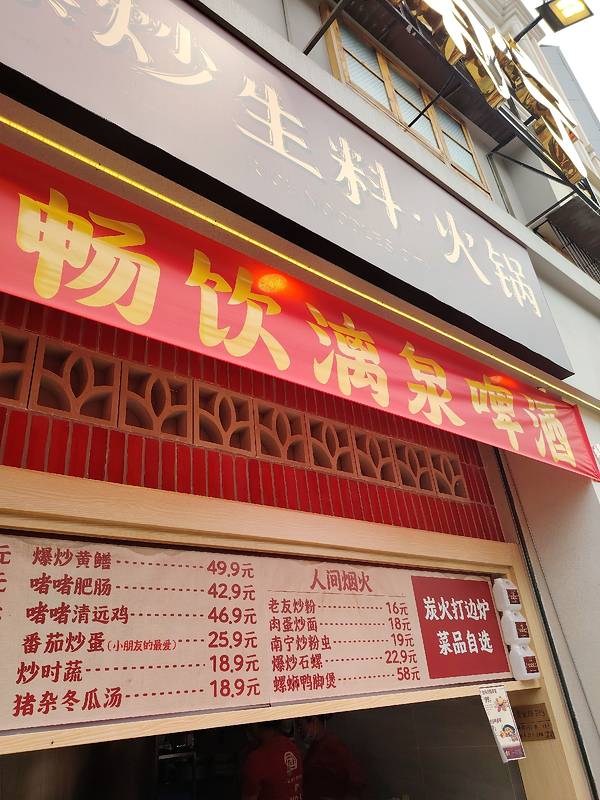 炒生料·火锅
畅饮漓泉啤酒
爆炒黄鳝 49.9元
啫啫肥肠 42.9元
啫啫清远鸡 46.9元
番茄炒蛋(小朋友的最爱) 25.9元
炒时蔬 18.9元
猪杂冬瓜汤 18.9元
人间烟火
老友炒粉 16元
肉蛋炒面 18元
南宁炒粉虫 19元
爆炒石螺 22.9元
螺蛳鸭脚煲 58元
炭火打边炉
菜品自选